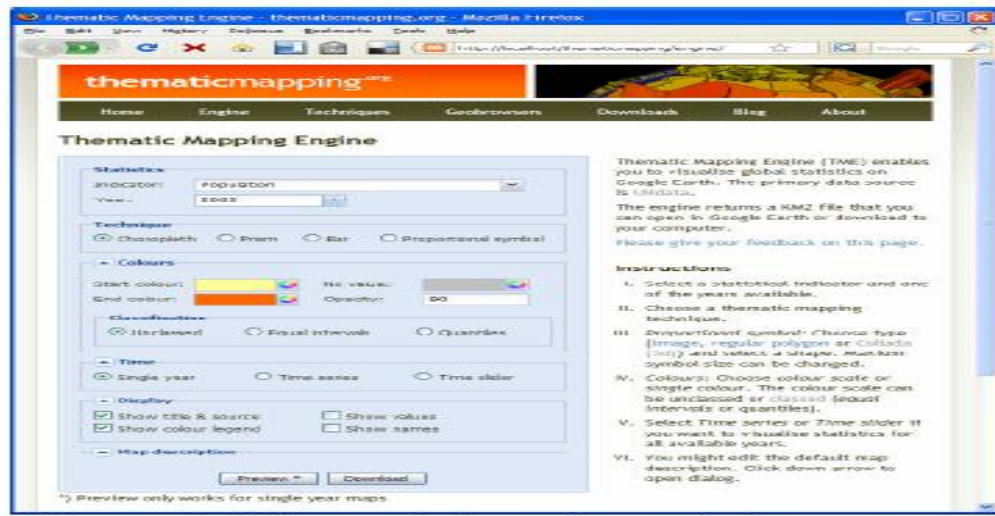 Thematic Mapping Engine - thematicmapping.org - Mozilla Firefox
File Edit View History Bookmarks Tools Help
thematicmapping.org
Home Engine Techniques Geobrowsers Downloads Blog About
Thematic Mapping Engine
Statistics
Indicator: Population
Year:
Technique
Choropleth Prism Bar Proportional symbol
Colours
Start colour: No value:
End colour: Opacity: 90
Classification
Unclassed Equal intervals Quantiles
Time
Single year Time series Time slider
Display
Show title & source Show values
Show colour legend Show names
Map description
Preview * Download
*) Preview only works for single year maps
Thematic Mapping Engine (TME) enables
you to visualise global statistics on
Google Earth. The primary data source
is UNdata.
The engine returns a KMZ file that you
can open in Google Earth or download to
your computer.
Please give your feedback on this page.
Instructions
I. Select a statistical indicator and one
of the years available.
II. Choose a thematic mapping
technique.
III. Proportional symbol: Choose type
(image, regular polygon or Collada
and select a shape. Maximum
symbol size can be changed.
IV. Colours: Choose colour scale or
single colour. The colour scale can
be unclassed or classed (equal
intervals or quantiles).
V. Select Time series or Time slider if
you want to visualise statistics for
all available years.
VI. You might edit the default map
description. Click down arrow to
open dialog.